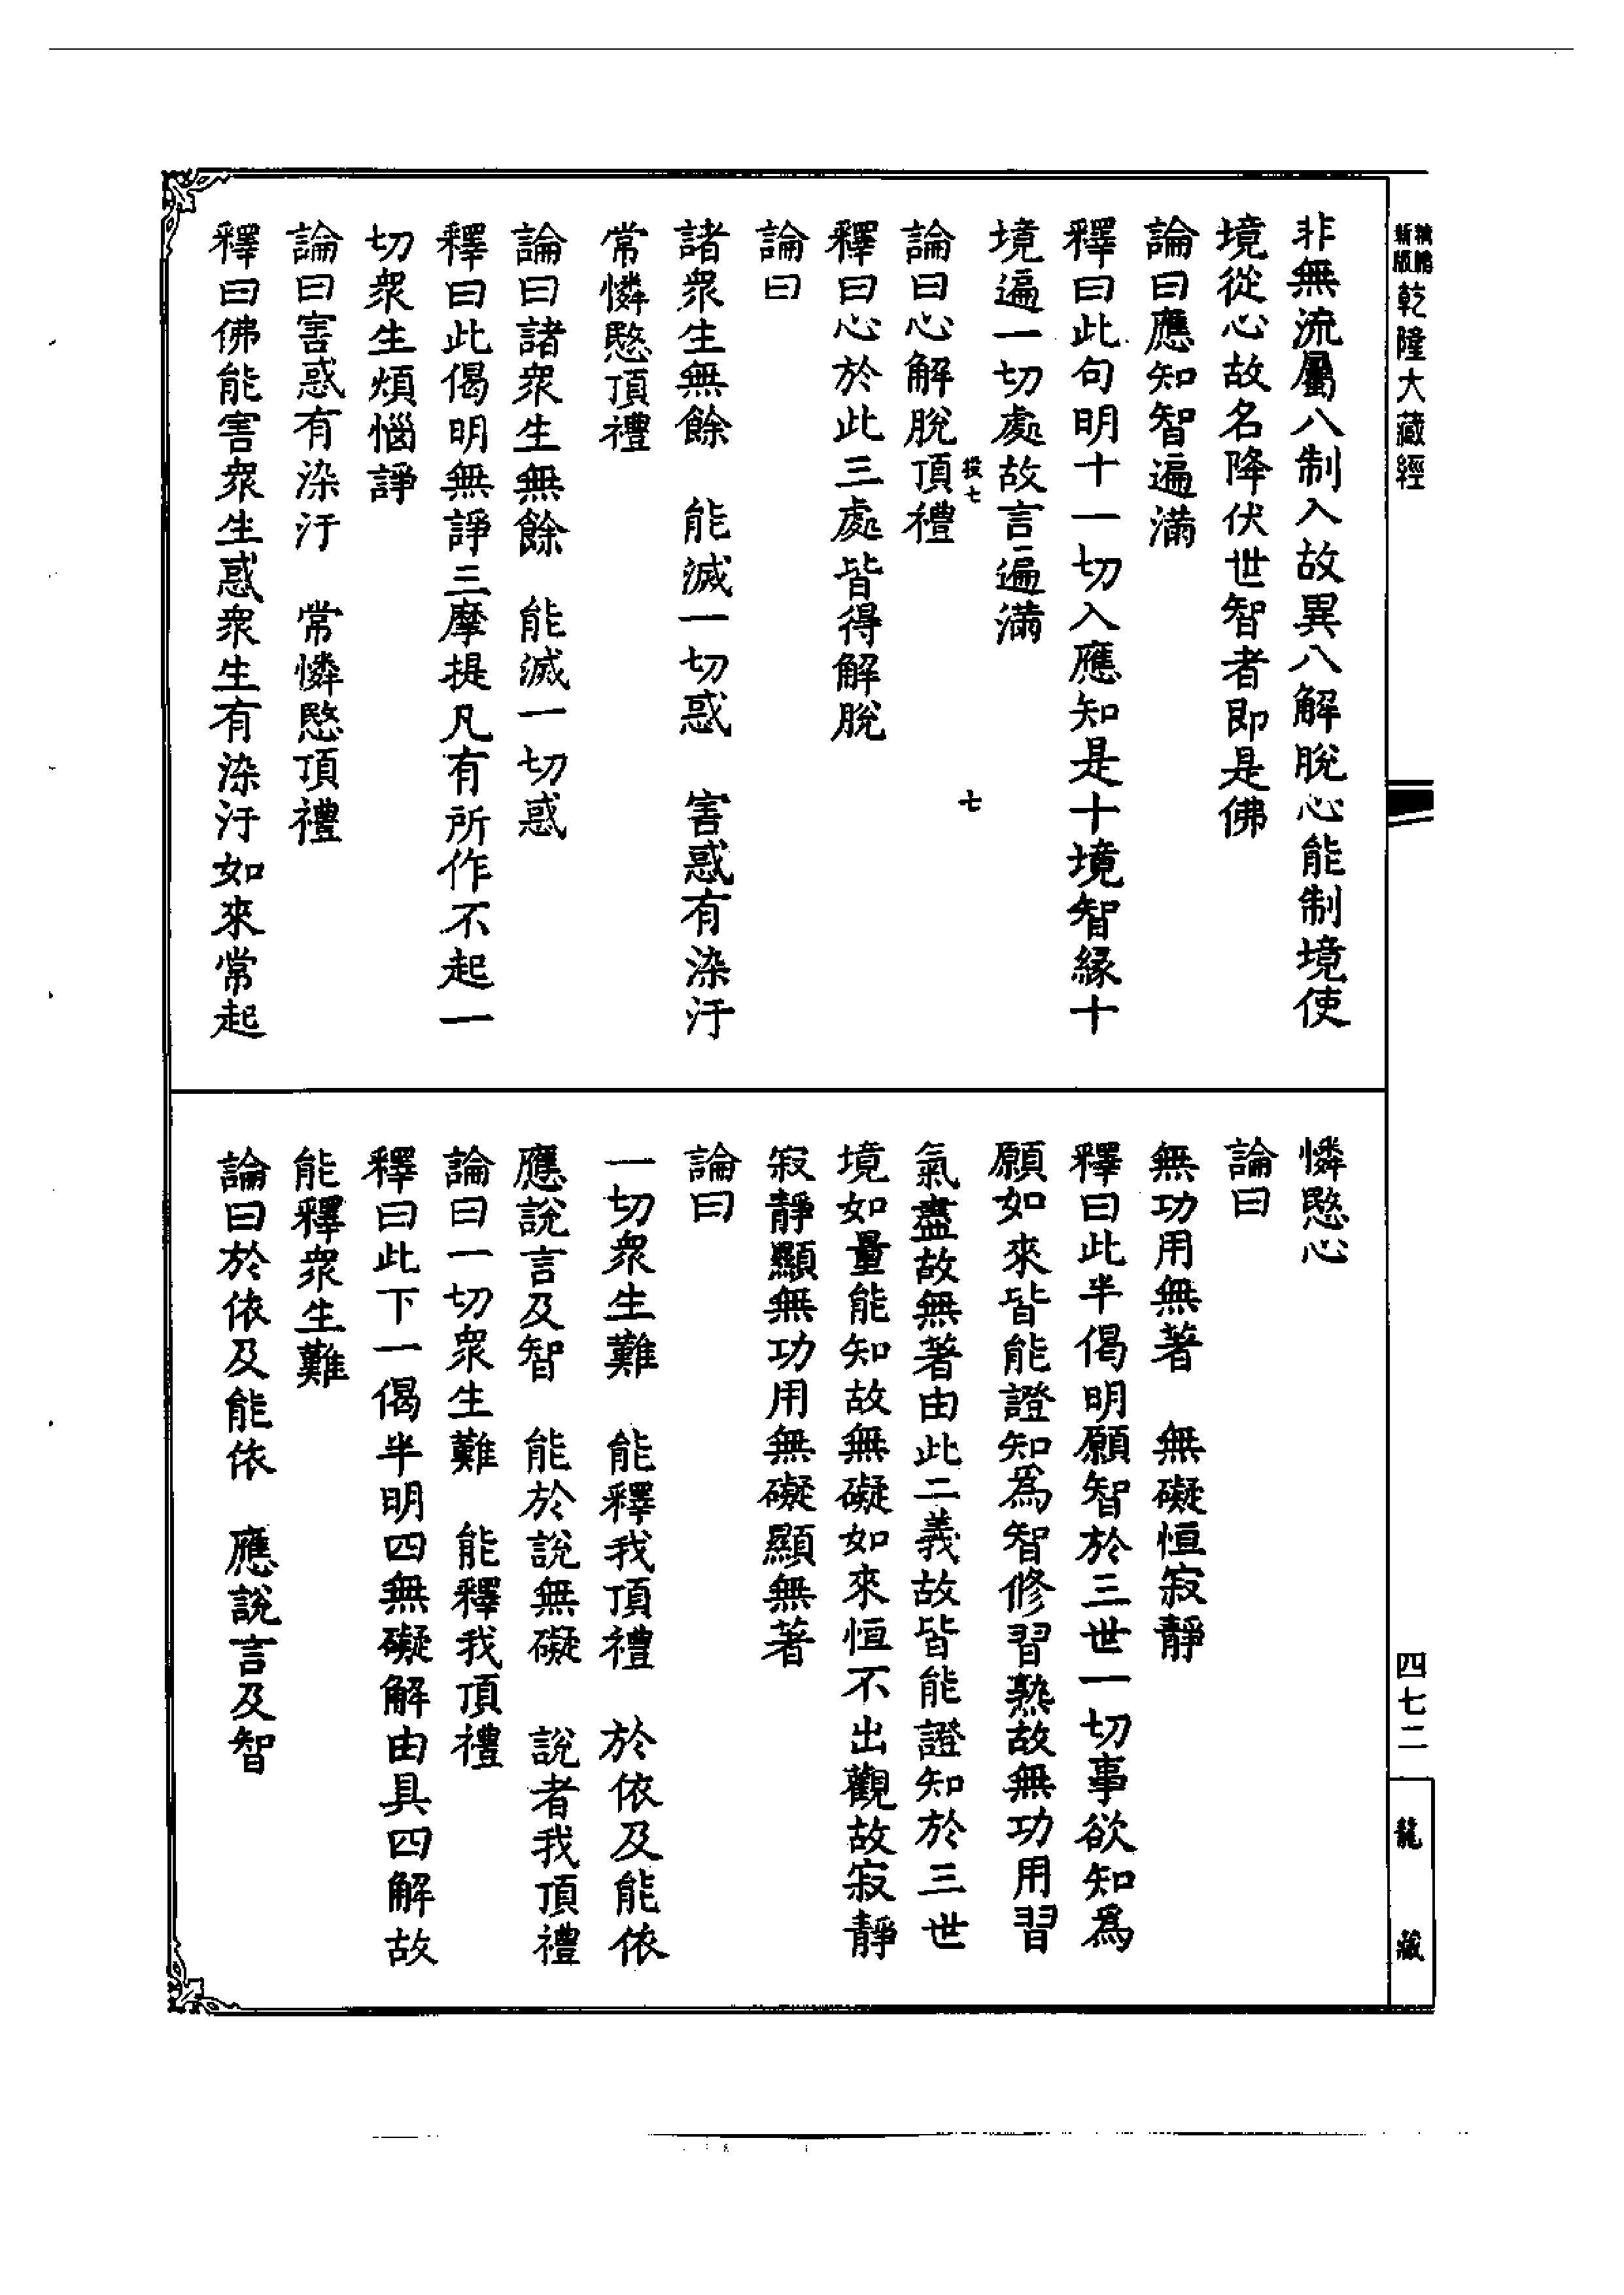 精鵬
新版
乾隆大藏經
四七二
龍藏
非無流屬八制入故異八解脫心能制境使
境從心故名降伏世智者即是佛
論曰應知智遍滿
釋曰此句明十一切入應知是十境智緣十
境遍一切處故言遍滿
投七
七
論曰心解脫頂禮
釋曰心於此三處皆得解脫
論曰
諸衆生無餘　能滅一切惑　害惑有染汙
常憐愍頂禮
論曰諸衆生無餘　能滅一切惑
釋曰此偈明無諍三摩提凡有所作不起一
切衆生煩惱諍
論曰害惑有染汙　常憐愍頂禮
釋曰佛能害衆生惑衆生有染汙如來常起
憐愍心
論曰
無功用無著　無礙恒寂靜
釋曰此半偈明願智於三世一切事欲知為
願如來皆能證知為智修習熟故無功用習
氣盡故無著由此二義故皆能證知於三世
境如量能知故無礙如來恒不出觀故寂靜
寂靜顯無功用無礙顯無著
論曰
一切衆生難　能釋我頂禮　於依及能依
應說言及智　能於說無礙　說者我頂禮
論曰一切衆生難　能釋我頂禮
釋曰此下一偈半明四無礙解由具四解故
能釋衆生難
論曰於依及能依　應說言及智